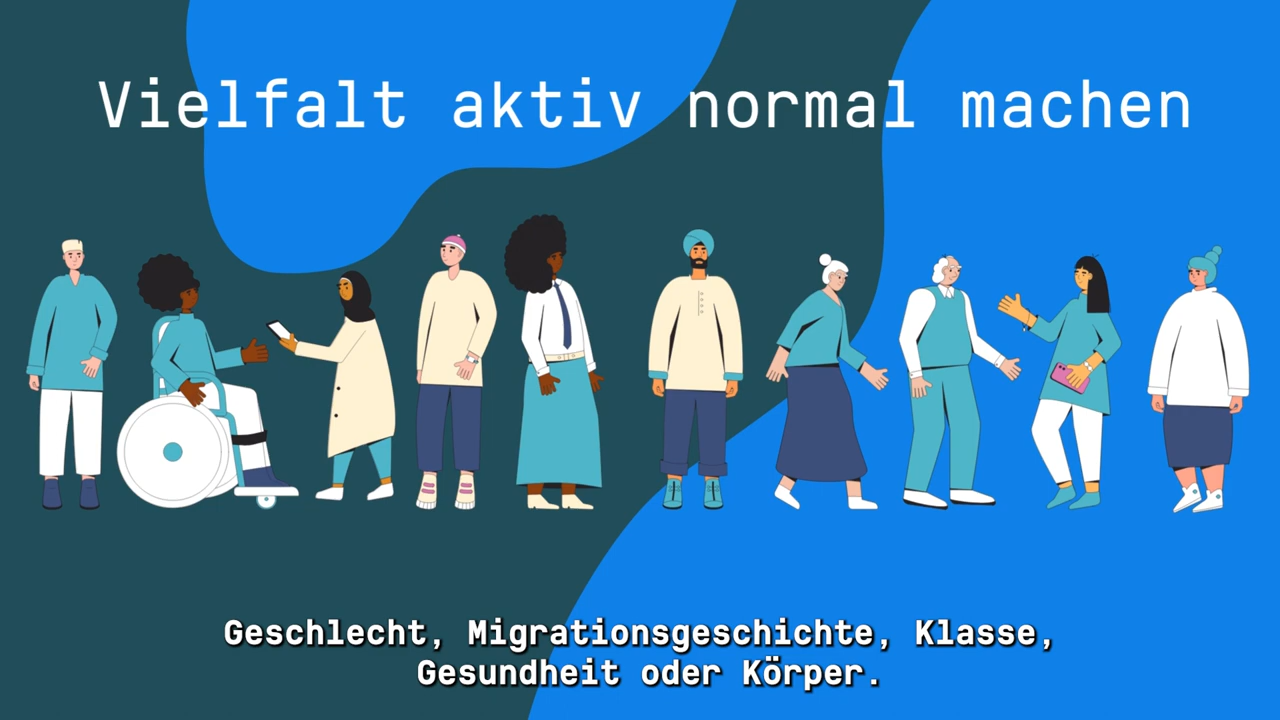 Vielfalt aktiv normal machen
Geschlecht, Migrationsgeschichte, Klasse,
Gesundheit oder Körper.